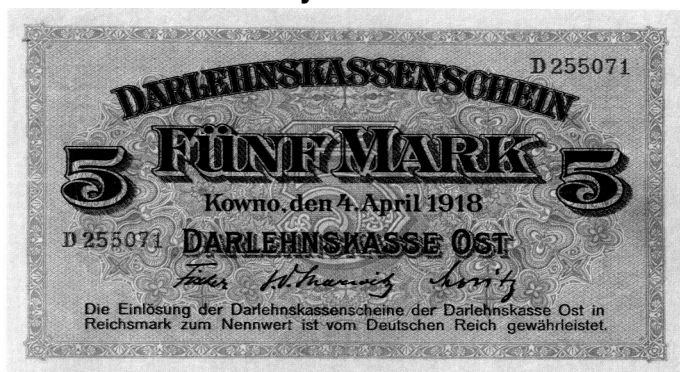 D 255071
DARLEHNSKASSENSCHEIN
5 FÜNF MARK 5
Kowno, den 4. April 1918
D 255071 DARLEHNSKASSE OST
Die Einlösung der Darlehnskassenscheine der Darlehnskasse Ost in
Reichsmark zum Nennwert ist vom Deutschen Reich gewährleistet.